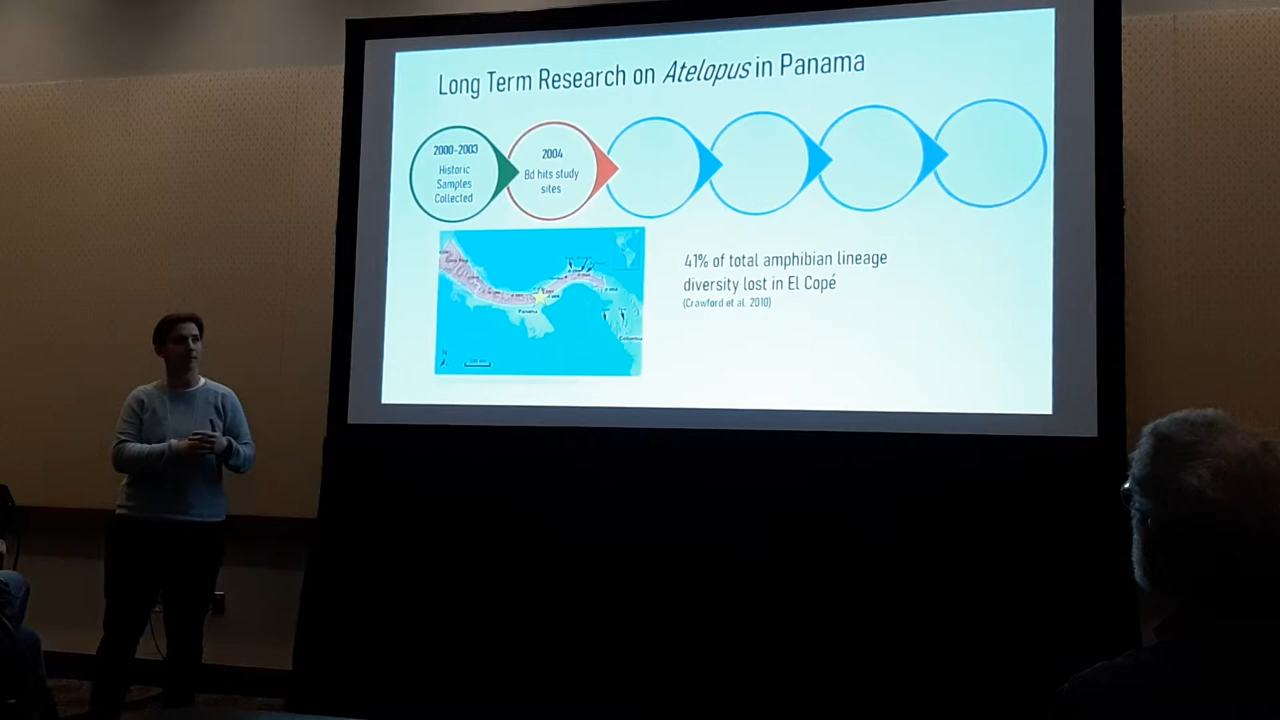 Long Term Research on Atelopus in Panama
2000-2003
Historic
Samples
Collected
2004
Bd hits study
sites
41% of total amphibian lineage
diversity lost in El Copé
(Crawford et al. 2010)
Panama
Colombia
N